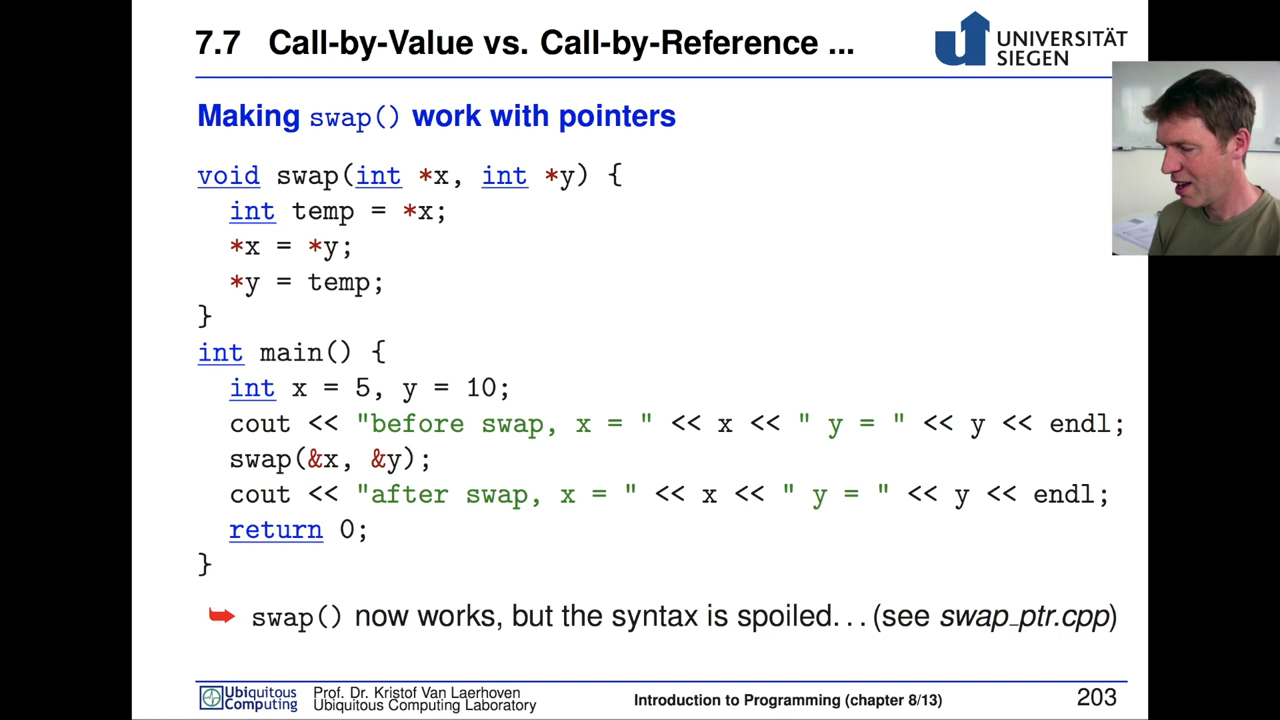 7.7 Call-by-Value vs. Call-by-Reference ...
UNIVERSITÄT
SIEGEN
Making swap() work with pointers
void swap(int *x, int *y) {
int temp = *x;
*x = *y;
*y = temp;
}
int main() {
int x = 5, y = 10;
cout << "before swap, x = " << x << " y = " << y << endl;
swap(&x, &y);
cout << "after swap, x = " << x << " y = " << y << endl;
return 0;
}
swap() now works, but the syntax is spoiled... (see swap_ptr.cpp)
Ubiquitous
Computing
Prof. Dr. Kristof Van Laerhoven
Ubiquitous Computing Laboratory
Introduction to Programming (chapter 8/13)
203